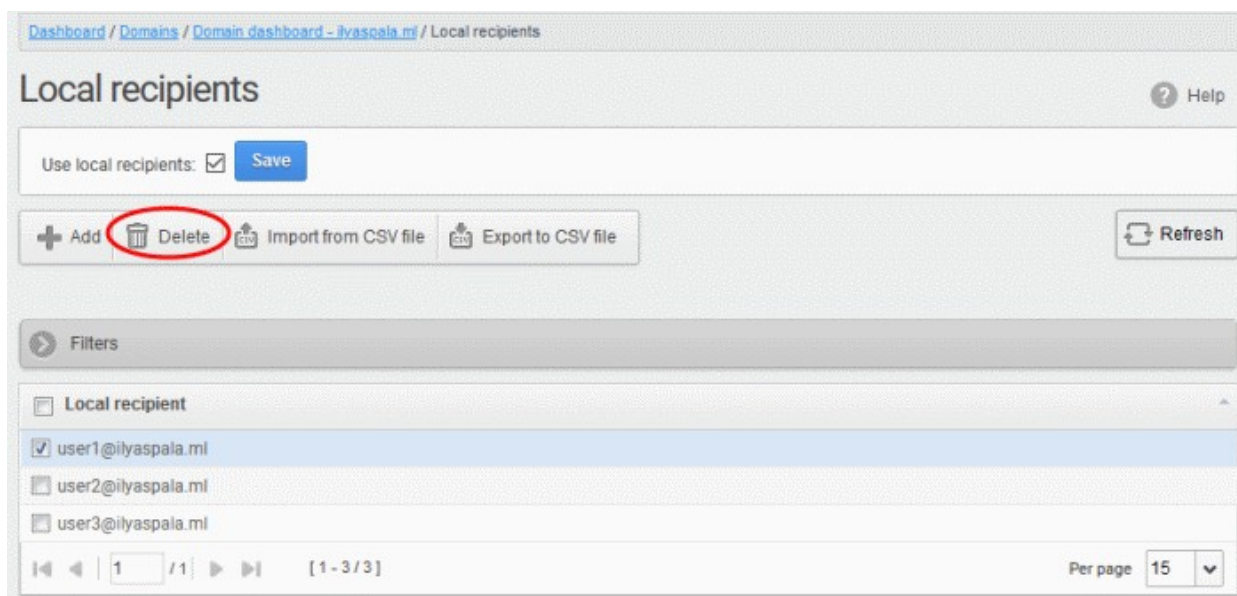 Dashboard / Domains / Domain dashboard - ilyaspala.ml / Local recipients
Local recipients
Help
Use local recipients: Save
Add Delete CSV Import from CSV file CSV Export to CSV file Refresh
Filters
Local recipient
user1@ilyaspala.ml
user2@ilyaspala.ml
user3@ilyaspala.ml
1 / 1 [ 1 - 3 / 3 ] Per page 15